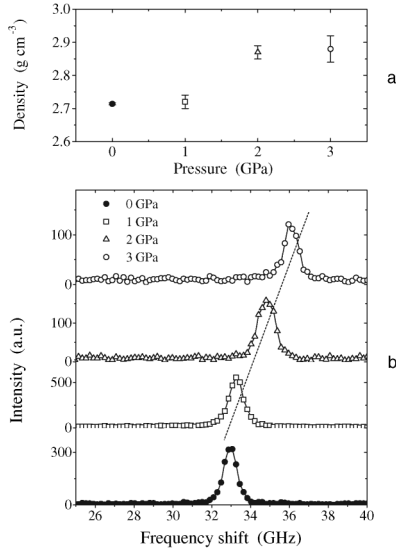 3.0
2.9
2.8
2.7
2.6
Density (g cm⁻³)
0 1 2 3
Pressure (GPa)
a
0 GPa
1 GPa
2 GPa
3 GPa
100
0
100
0
500
0
300
0
Intensity (a.u.)
b
26 28 30 32 34 36 38 40
Frequency shift (GHz)